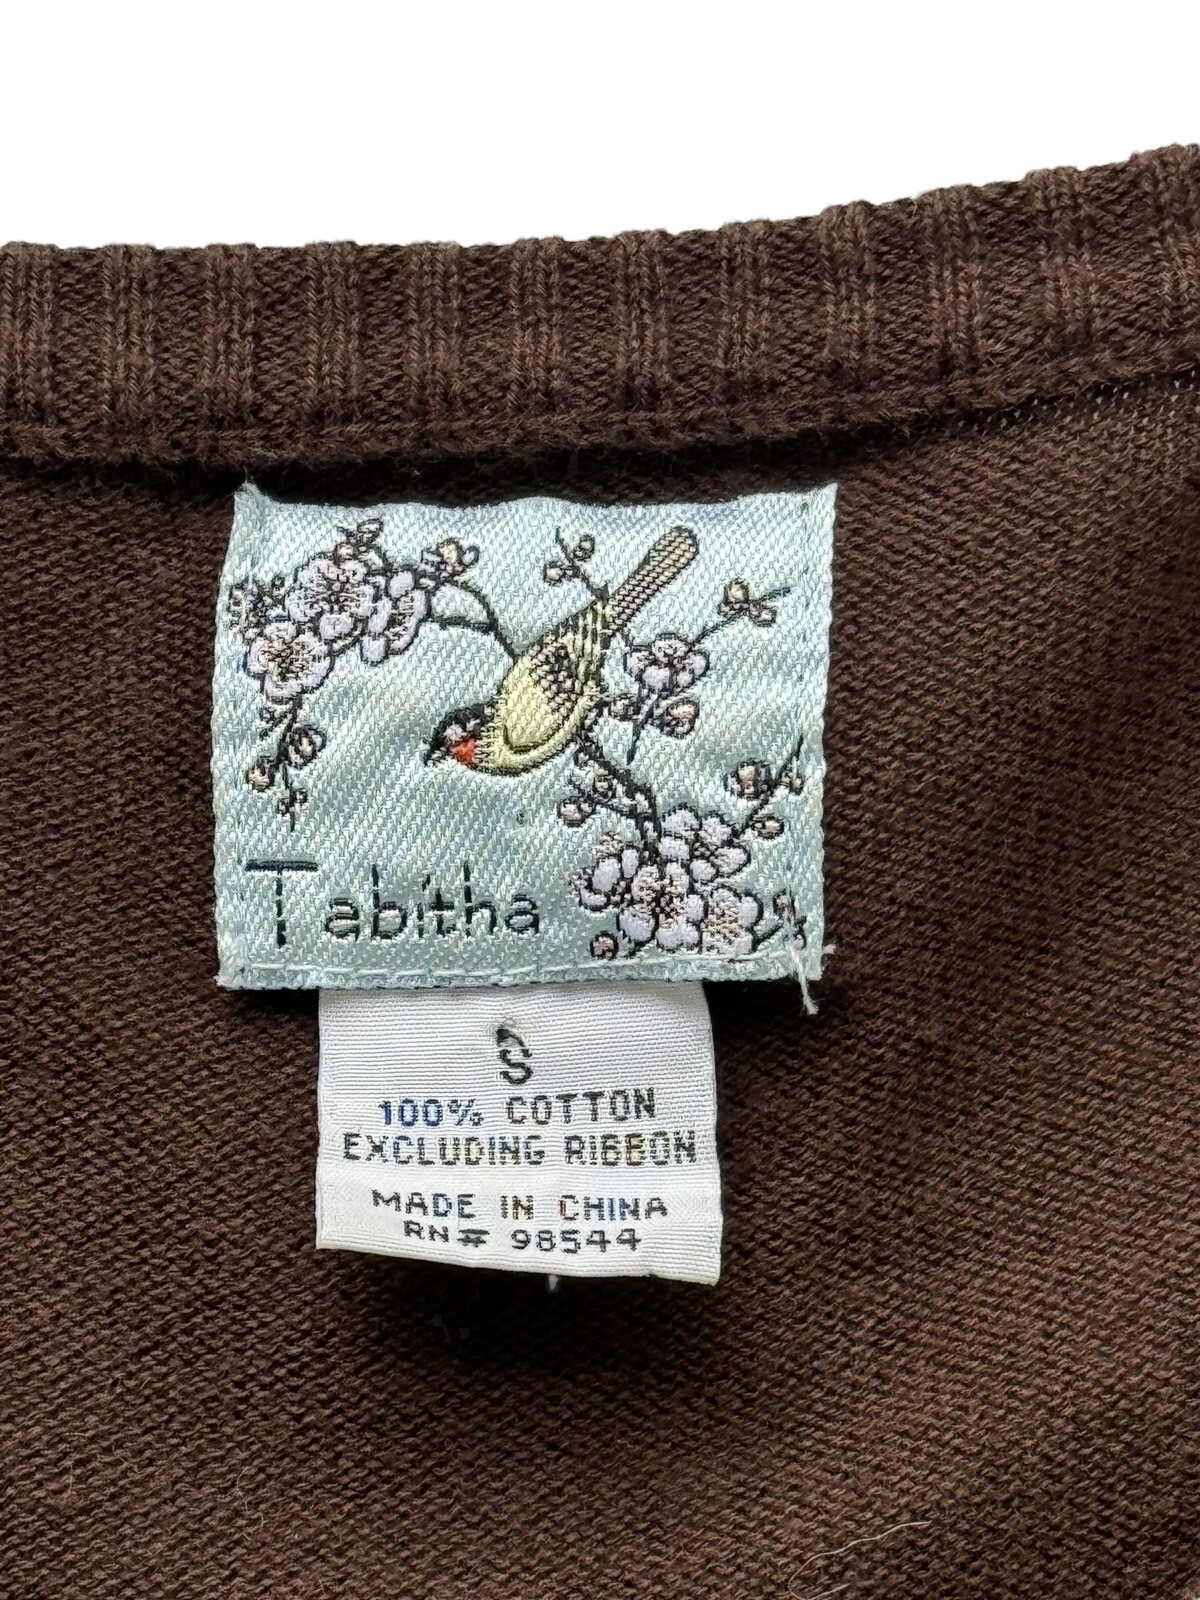 Tabitha
S
100% COTTON
EXCLUDING RIBBON
MADE IN CHINA
RN# 98544